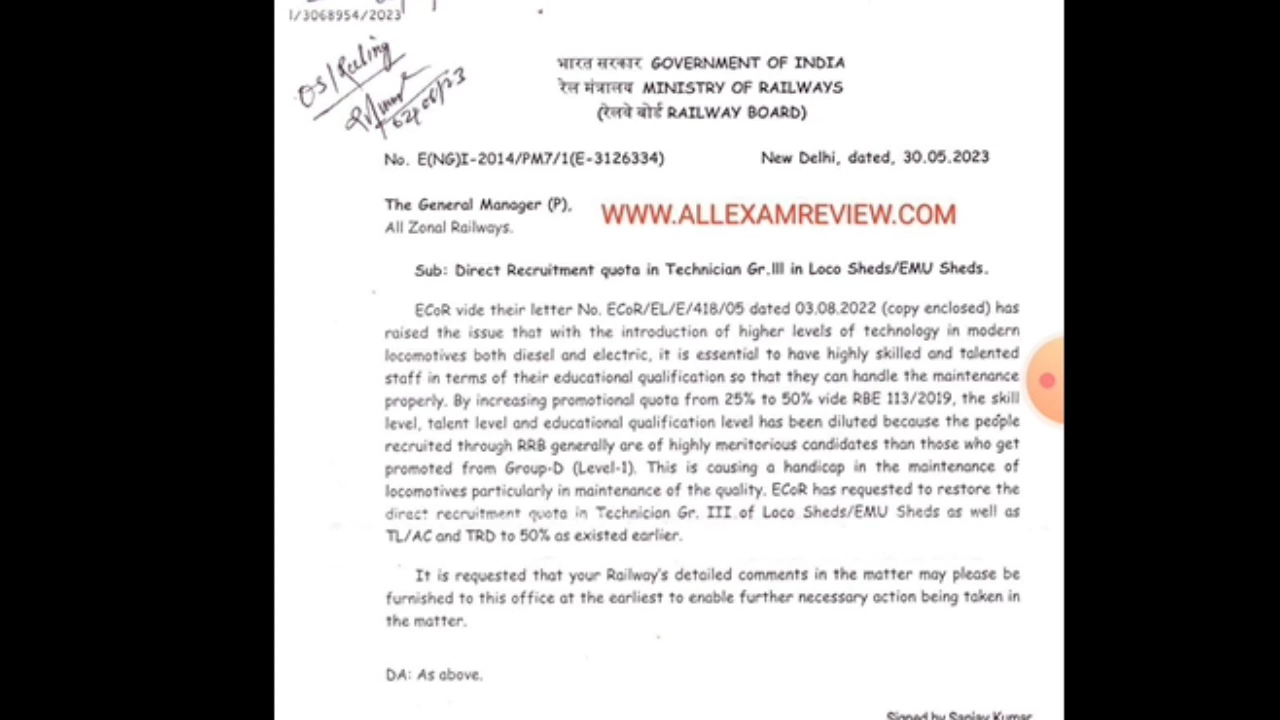 I/3068954/2023
OS/Rectling
भारत सरकार GOVERNMENT OF INDIA
रेल मंत्रालय MINISTRY OF RAILWAYS
(रेलवे बोर्ड RAILWAY BOARD)
No. E(NG)I-2014/PM7/1(E-3126334) New Delhi, dated, 30.05.2023
The General Manager (P),
All Zonal Railways.
WWW.ALLEXAMREVIEW.COM
Sub: Direct Recruitment quota in Technician Gr.III in Loco Sheds/EMU Sheds.
ECoR vide their letter No. ECoR/EL/E/418/05 dated 03.08.2022 (copy enclosed) has
raised the issue that with the introduction of higher levels of technology in modern
locomotives both diesel and electric, it is essential to have highly skilled and talented
staff in terms of their educational qualification so that they can handle the maintenance
properly. By increasing promotional quota from 25% to 50% vide RBE 113/2019, the skill
level, talent level and educational qualification level has been diluted because the people
recruited through RRB generally are of highly meritorious candidates than those who get
promoted from Group-D (Level-1). This is causing a handicap in the maintenance of
locomotives particularly in maintenance of the quality. ECoR has requested to restore the
direct recruitment quota in Technician Gr. III of Loco Sheds/EMU Sheds as well as
TL/AC and TRD to 50% as existed earlier.
It is requested that your Railway's detailed comments in the matter may please be
furnished to this office at the earliest to enable further necessary action being taken in
the matter.
DA: As above.
Signed by Sanjay Kumar